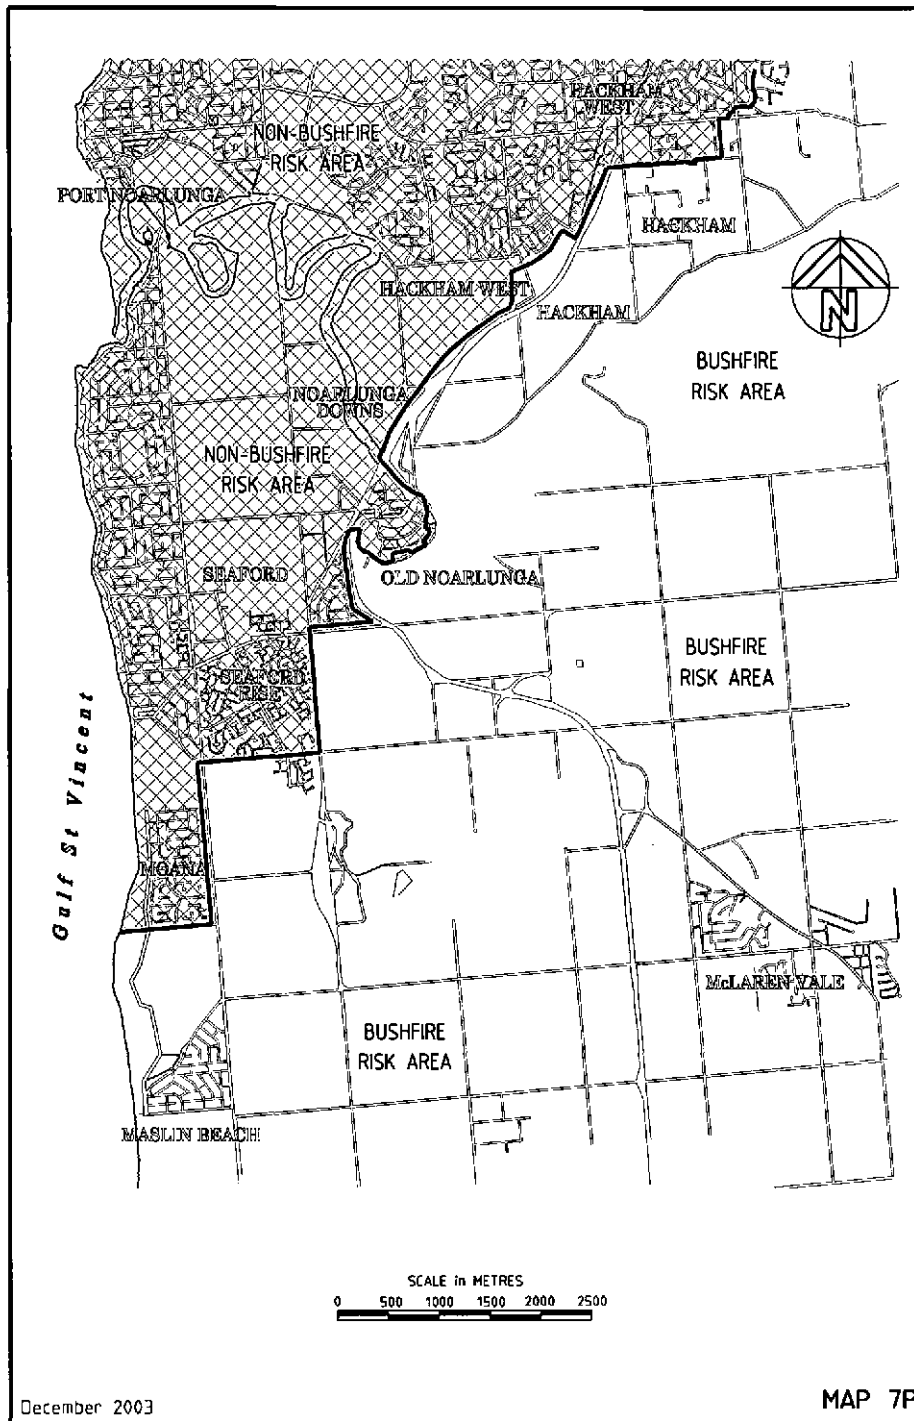 HACKHAM
WEST
NON-BUSHFIRE
RISK AREA
PORT NOARLUNGA
HACKHAM
HACKHAM WEST
HACKHAM
N
BUSHFIRE
RISK AREA
NOARLUNGA
DOWNS
NON-BUSHFIRE
RISK AREA
SEAFORD
OLD NOARLUNGA
BUSHFIRE
RISK AREA
SEAFORD
RISE
Gulf St Vincent
MOANA
McLAREN VALE
BUSHFIRE
RISK AREA
MASLIN BEACH
SCALE in METRES
0 500 1000 1500 2000 2500
December 2003
MAP 7P